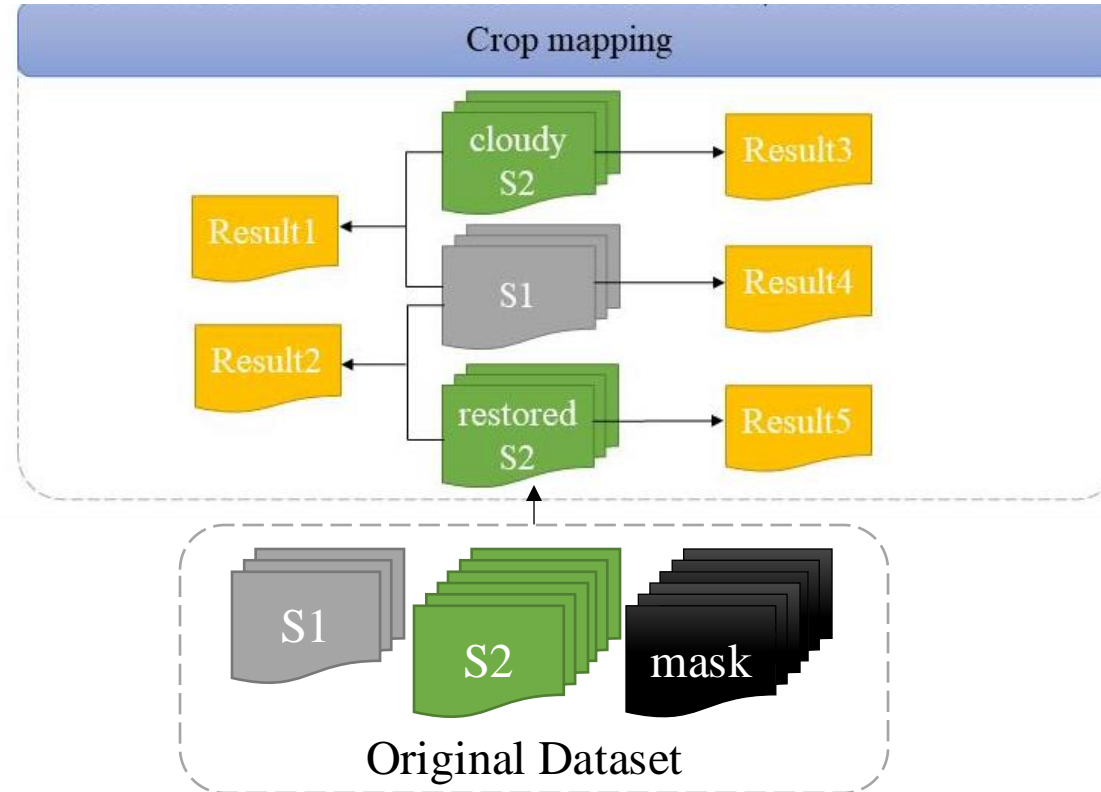 Crop mapping
cloudy
S2
Result3
Result1
S1
Result4
Result2
restored
S2
Result5
S1
S2
mask
Original Dataset